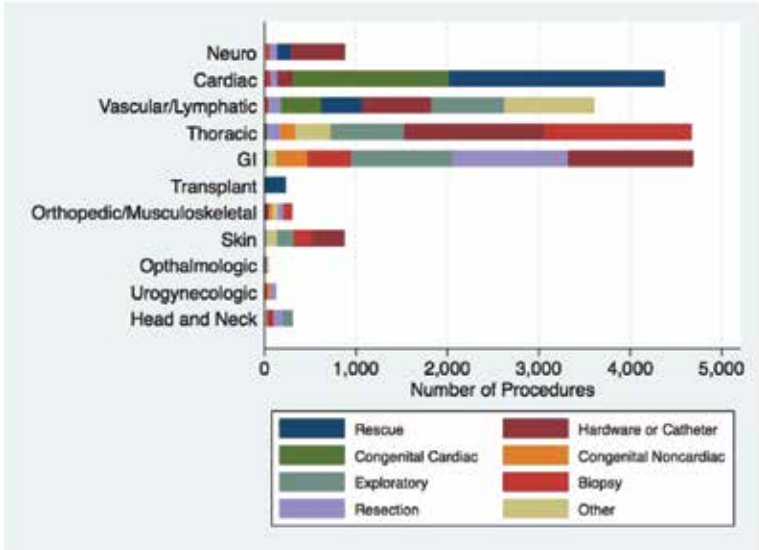 Neuro
Cardiac
Vascular/Lymphatic
Thoracic
GI
Transplant
Orthopedic/Musculoskeletal
Skin
Opthalmologic
Urogynecologic
Head and Neck
0 1,000 2,000 3,000 4,000 5,000
Number of Procedures
Rescue Hardware or Catheter
Congenital Cardiac Congenital Noncardiac
Exploratory Biopsy
Resection Other